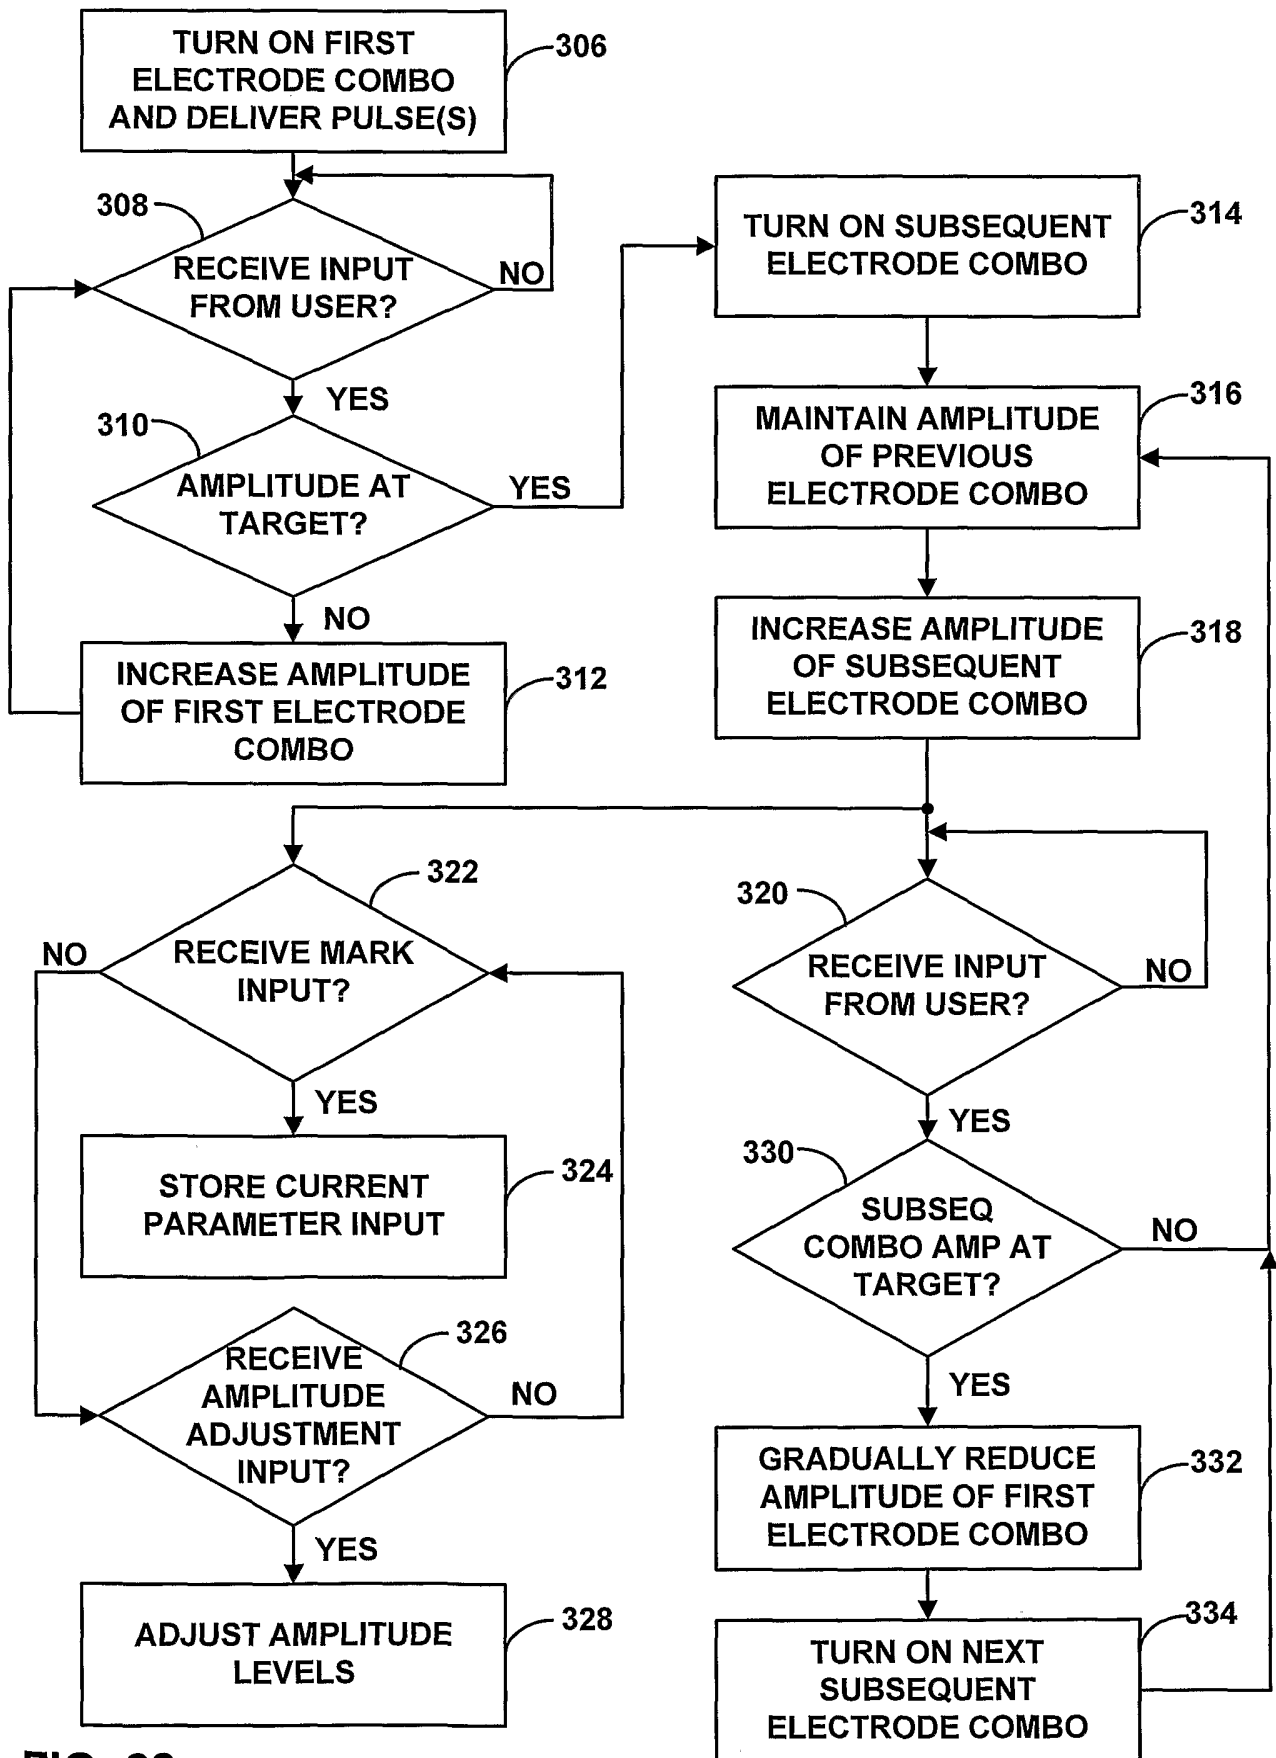 TURN ON FIRST
ELECTRODE COMBO
AND DELIVER PULSE(S)
306
308
RECEIVE INPUT
FROM USER?
NO
YES
310
AMPLITUDE AT
TARGET?
YES
NO
INCREASE AMPLITUDE
OF FIRST ELECTRODE
COMBO
312
TURN ON SUBSEQUENT
ELECTRODE COMBO
314
MAINTAIN AMPLITUDE
OF PREVIOUS
ELECTRODE COMBO
316
INCREASE AMPLITUDE
OF SUBSEQUENT
ELECTRODE COMBO
318
322
RECEIVE MARK
INPUT?
NO
YES
STORE CURRENT
PARAMETER INPUT
324
326
RECEIVE
AMPLITUDE
ADJUSTMENT
INPUT?
NO
YES
ADJUST AMPLITUDE
LEVELS
328
320
RECEIVE INPUT
FROM USER?
NO
YES
330
SUBSEQ
COMBO AMP AT
TARGET?
NO
YES
GRADUALLY REDUCE
AMPLITUDE OF FIRST
ELECTRODE COMBO
332
TURN ON NEXT
SUBSEQUENT
ELECTRODE COMBO
334